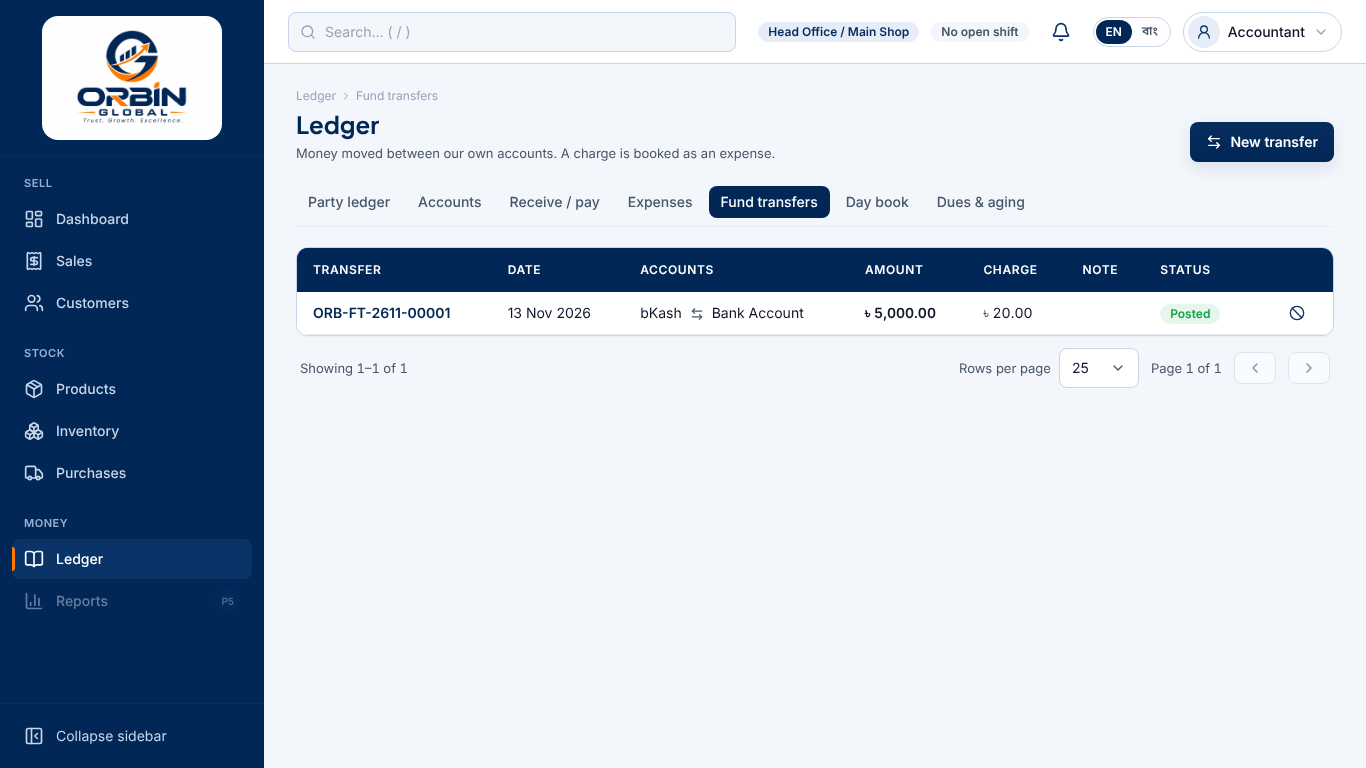 ORBIN
GLOBAL
Trust. Growth. Excellence.
Search... ( / )
Head Office / Main Shop
No open shift
EN
বাং
Accountant
SELL
Dashboard
Sales
Customers
STOCK
Products
Inventory
Purchases
MONEY
Ledger
Reports P5
Collapse sidebar
Ledger > Fund transfers
Ledger
Money moved between our own accounts. A charge is booked as an expense.
New transfer
Party ledger Accounts Receive / pay Expenses Fund transfers Day book Dues & aging
TRANSFER DATE ACCOUNTS AMOUNT CHARGE NOTE STATUS
ORB-FT-2611-00001 13 Nov 2026 bKash ⇆ Bank Account ৳ 5,000.00 ৳ 20.00 Posted
Showing 1–1 of 1
Rows per page 25 Page 1 of 1